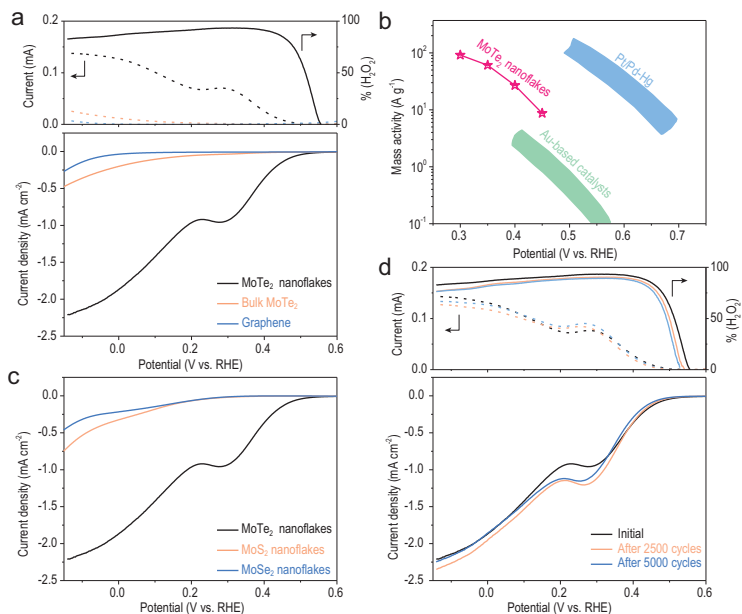 a
Current (mA)
0.2
0.1
0.0
100
50
0
% (H₂O₂)
Current density (mA cm⁻²)
0.0
-0.5
-1.0
-1.5
-2.0
-2.5
MoTe₂ nanoflakes
Bulk MoTe₂
Graphene
0.0 0.2 0.4 0.6
Potential (V vs. RHE)
b
Mass activity (A g⁻¹)
10²
10¹
10⁰
10⁻¹
MoTe₂ nanoflakes
Pt/Pd-Hg
Au-based catalysts
0.3 0.4 0.5 0.6 0.7
Potential (V vs. RHE)
c
Current density (mA cm⁻²)
0.0
-0.5
-1.0
-1.5
-2.0
-2.5
MoTe₂ nanoflakes
MoS₂ nanoflakes
MoSe₂ nanoflakes
0.0 0.2 0.4 0.6
Potential (V vs. RHE)
d
Current (mA)
0.2
0.1
0.0
100
50
0
% (H₂O₂)
Current density (mA cm⁻²)
0.0
-0.5
-1.0
-1.5
-2.0
-2.5
Initial
After 2500 cycles
After 5000 cycles
0.0 0.2 0.4 0.6
Potential (V vs. RHE)